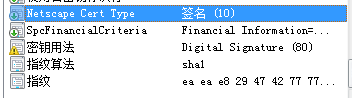 Netscape Cert Type 签名 (10)
SpcFinancialCriteria Financial Information=...
密钥用法 Digital Signature (80)
指纹算法 sha1
指纹 ea ea e8 29 47 42 77 77...